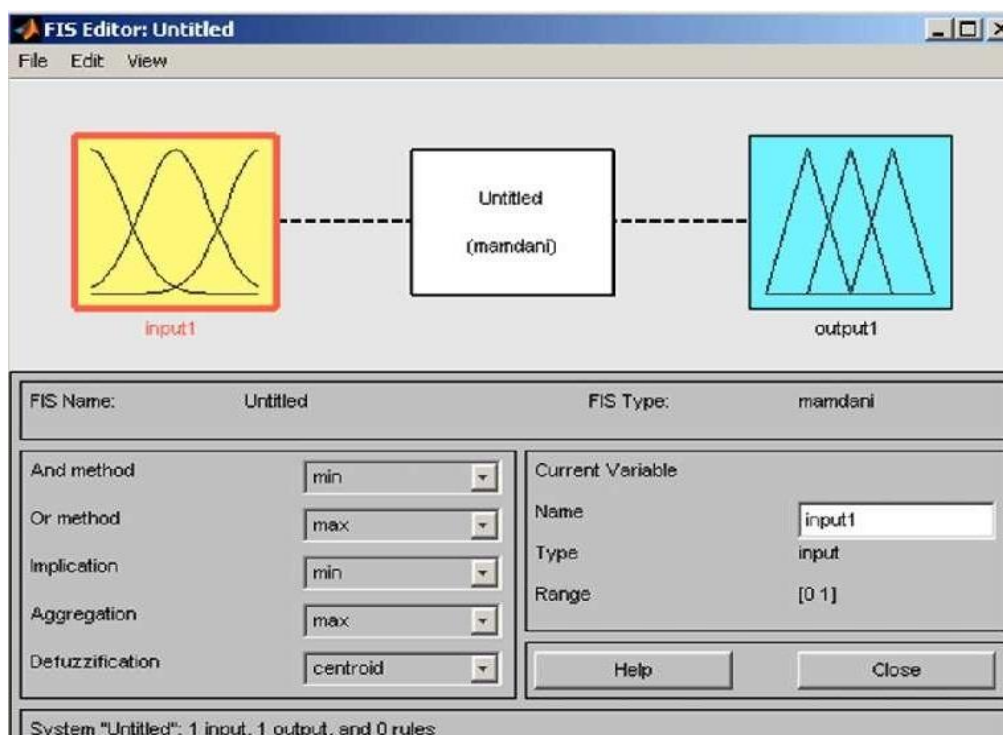 FIS Editor: Untitled
File Edit View
Untitled
(mamdani)
input1
output1
FIS Name: Untitled FIS Type: mamdani
And method min
Or method max
Implication min
Aggregation max
Defuzzification centroid
Current Variable
Name input1
Type input
Range [0 1]
Help Close
System "Untitled": 1 input, 1 output, and 0 rules